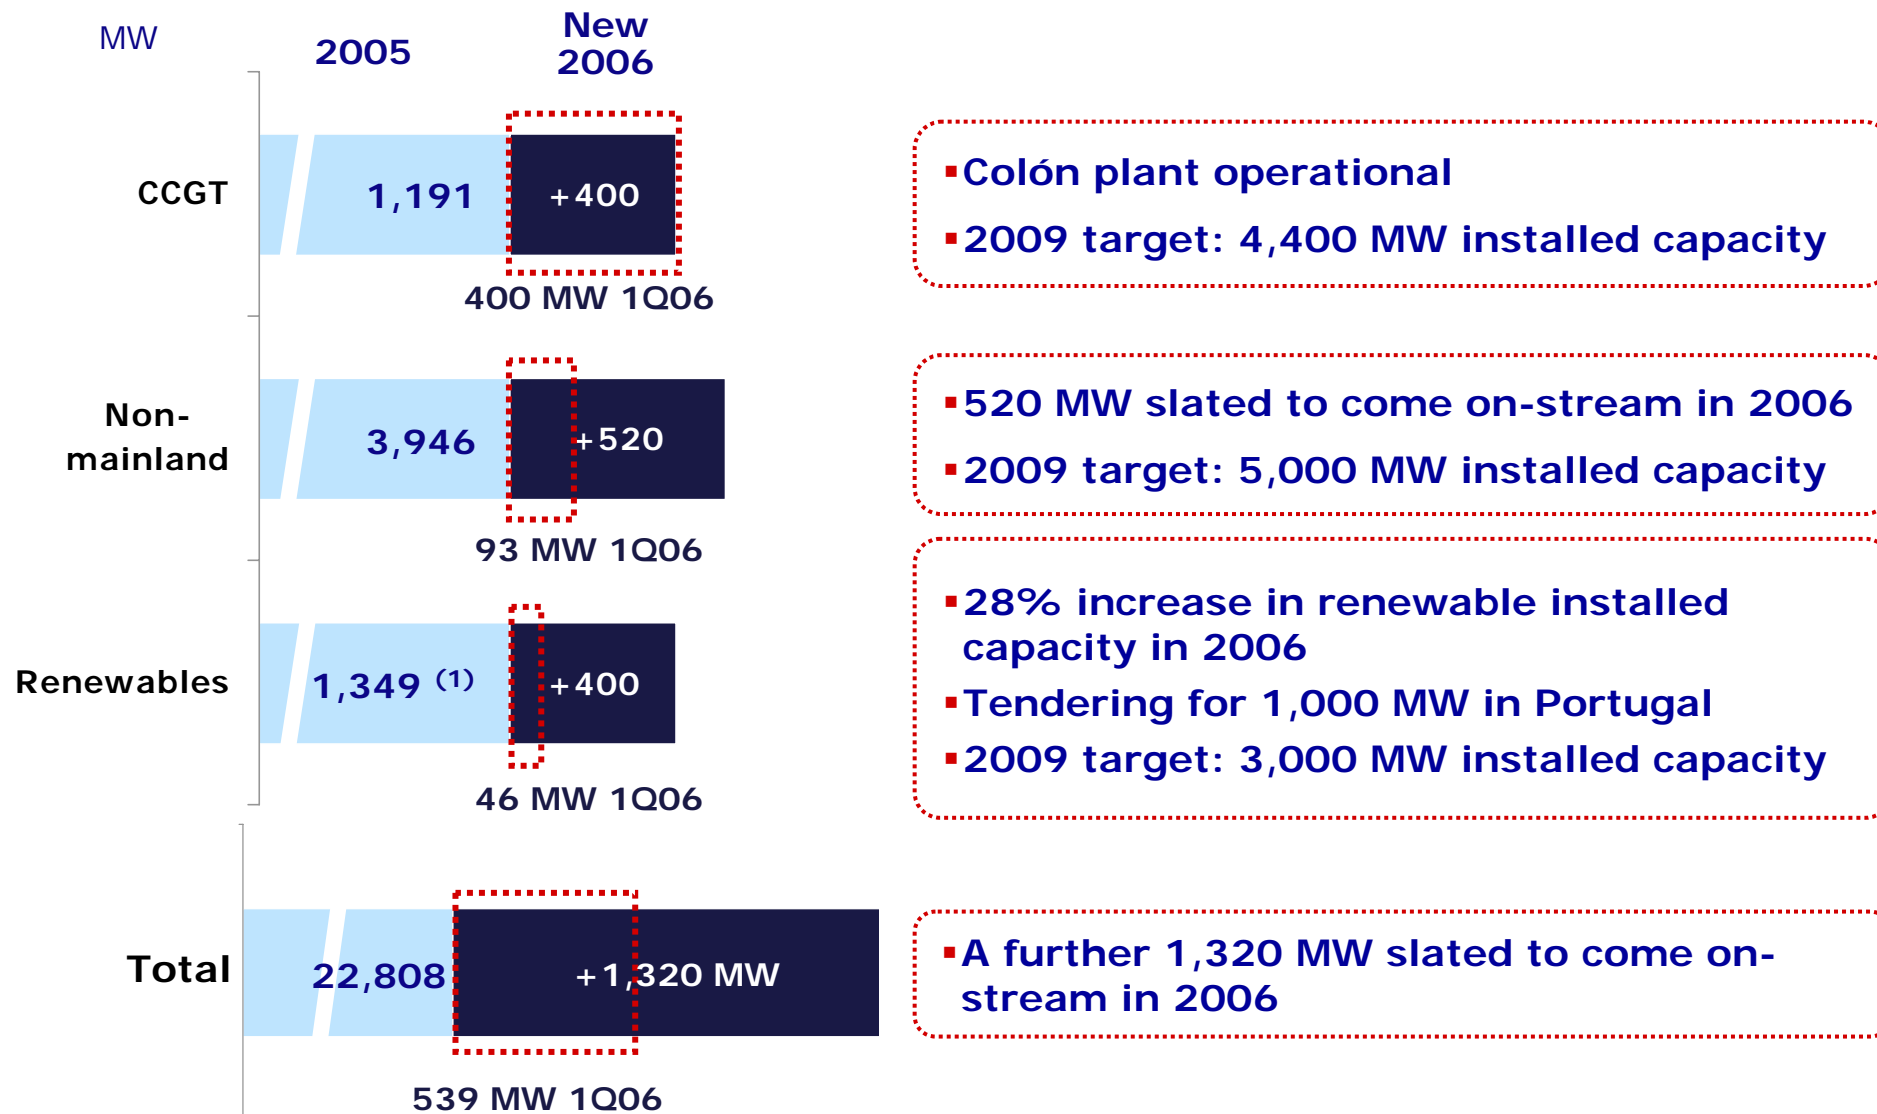 MW
2005
New
2006
CCGT
1,191
+400
400 MW 1Q06
▪Colón plant operational
▪2009 target: 4,400 MW installed capacity
Non-
mainland
3,946
+520
93 MW 1Q06
▪520 MW slated to come on-stream in 2006
▪2009 target: 5,000 MW installed capacity
Renewables
1,349 (1)
+400
46 MW 1Q06
▪28% increase in renewable installed
capacity in 2006
▪Tendering for 1,000 MW in Portugal
▪2009 target: 3,000 MW installed capacity
Total
22,808
+1,320 MW
539 MW 1Q06
▪A further 1,320 MW slated to come on-
stream in 2006